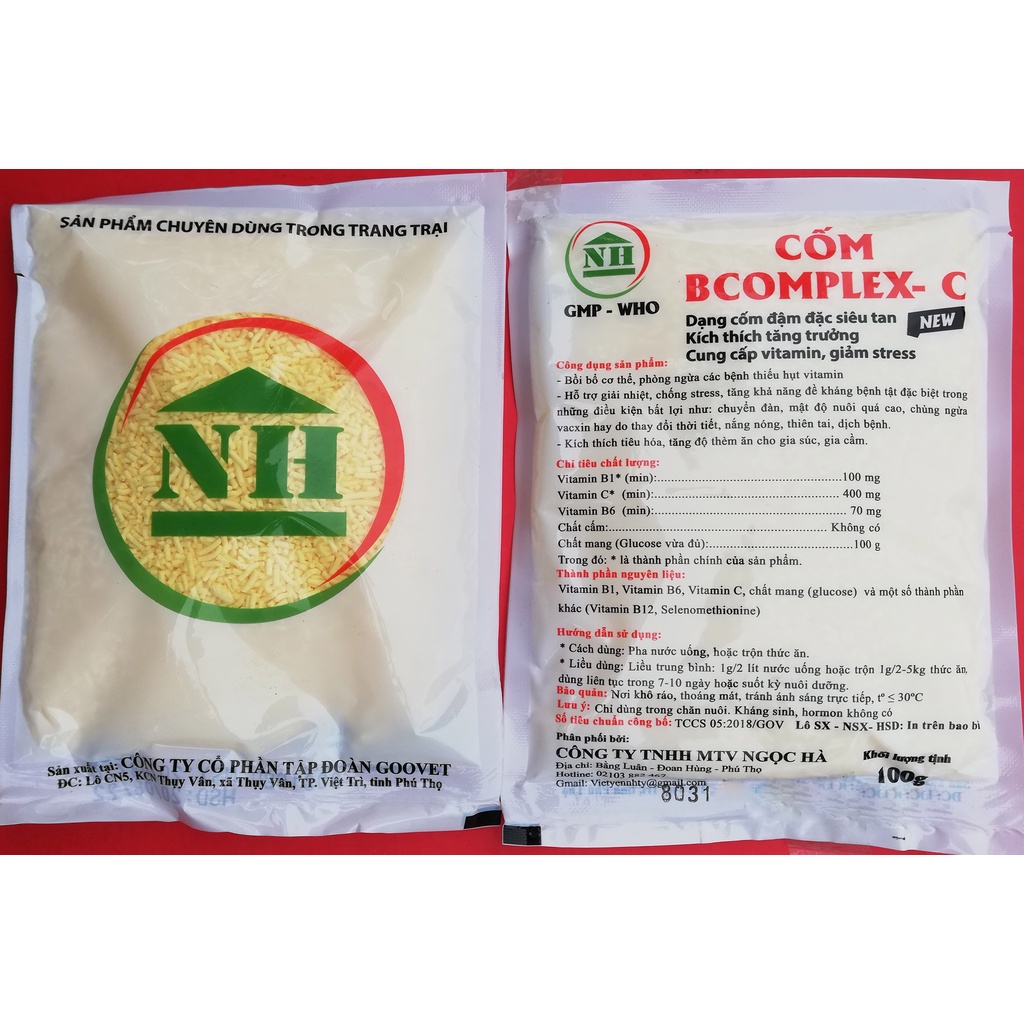 SẢN PHẨM CHUYÊN DÙNG TRONG TRANG TRẠI
NH
Sản xuất tại: CÔNG TY CỔ PHẦN TẬP ĐOÀN GOOVET
ĐC: Lô CN5, KCN Thụy Vân, xã Thụy Vân, TP. Việt Trì, tỉnh Phú Thọ
NH
GMP - WHO
CỐM
BCOMPLEX- C
NEW
Dạng cốm đậm đặc siêu tan
Kích thích tăng trưởng
Cung cấp vitamin, giảm stress
Công dụng sản phẩm:
- Bồi bổ cơ thể, phòng ngừa các bệnh thiếu hụt vitamin
- Hỗ trợ giải nhiệt, chống stress, tăng khả năng đề kháng bệnh tật đặc biệt trong
những điều kiện bất lợi như: chuyển đàn, mật độ nuôi quá cao, chủng ngừa
vacxin hay do thay đổi thời tiết, nắng nóng, thiên tai, dịch bệnh.
- Kích thích tiêu hóa, tăng độ thèm ăn cho gia súc, gia cầm.
Chỉ tiêu chất lượng:
Vitamin B1* (min):..............................................100 mg
Vitamin C* (min):.............................................. 400 mg
Vitamin B6 (min):.............................................. 70 mg
Chất cấm:...................................................... Không có
Chất mang (Glucose vừa đủ):...................................100 g
Trong đó: * là thành phần chính của sản phẩm.
Thành phần nguyên liệu:
Vitamin B1, Vitamin B6, Vitamin C, chất mang (glucose) và một số thành phần
khác (Vitamin B12, Selenomethionine)
Hướng dẫn sử dụng:
* Cách dùng: Pha nước uống, hoặc trộn thức ăn.
* Liều dùng: Liều trung bình: 1g/2 lít nước uống hoặc trộn 1g/2-5kg thức ăn,
dùng liên tục trong 7-10 ngày hoặc suốt kỳ nuôi dưỡng.
Bảo quản: Nơi khô ráo, thoáng mát, tránh ánh sáng trực tiếp, tº ≤ 30ºC
Lưu ý: Chỉ dùng trong chăn nuôi. Kháng sinh, hormon không có
Số tiêu chuẩn công bố: TCCS 05:2018/GOV Lô SX - NSX- HSD: In trên bao bì
Phân phối bởi:
CÔNG TY TNHH MTV NGỌC HÀ
Địa chỉ: Bằng Luân - Đoan Hùng - Phú Thọ
Hotline: 02103
Gmail: Vietyennhty@gmail.com
8031
Khối lượng tịnh
100g